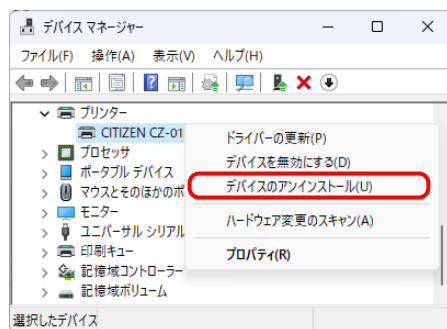 デバイス マネージャー
ファイル(F) 操作(A) 表示(V) ヘルプ(H)
プリンター
CITIZEN CZ-01
プロセッサ
ポータブル デバイス
マウスとそのほかのポ
モニター
ユニバーサル シリアル
印刷キュー
記憶域コントローラー
記憶域ボリューム
ドライバーの更新(P)
デバイスを無効にする(D)
デバイスのアンインストール(U)
ハードウェア変更のスキャン(A)
プロパティ(R)
選択したデバイス